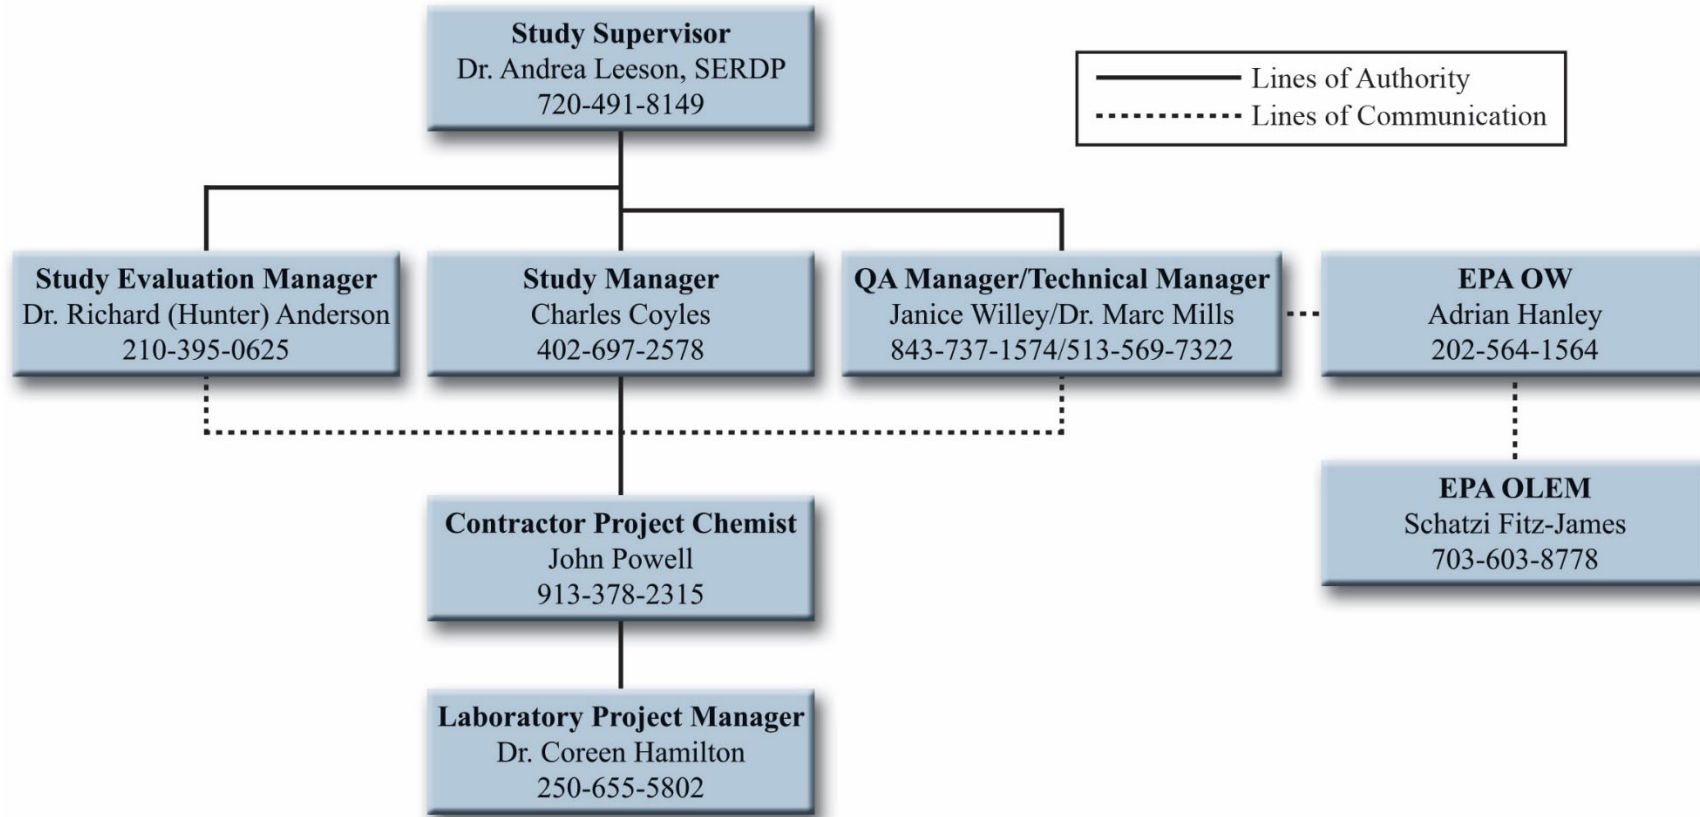 Study Supervisor
Dr. Andrea Leeson, SERDP
720-491-8149
Lines of Authority
Lines of Communication
Study Evaluation Manager
Dr. Richard (Hunter) Anderson
210-395-0625
Study Manager
Charles Coyles
402-697-2578
QA Manager/Technical Manager
Janice Willey/Dr. Marc Mills
843-737-1574/513-569-7322
EPA OW
Adrian Hanley
202-564-1564
EPA OLEM
Schatzi Fitz-James
703-603-8778
Contractor Project Chemist
John Powell
913-378-2315
Laboratory Project Manager
Dr. Coreen Hamilton
250-655-5802